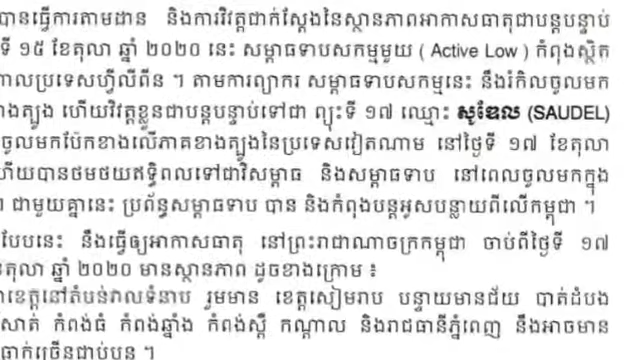 បានធ្វើការតាមដាន និងការវិវត្តជាក់ស្តែងនៃស្ថានភាពអាកាសធាតុជាបន្តបន្ទាប់
ទី ១៥ ខែតុលា ឆ្នាំ ២០២០ នេះ សម្ពាធទាបសកម្មមួយ ( Active Low ) កំពុងស្ថិត
ប្រទេសហ្វីលីពីន ។ តាមការព្យាករ សម្ពាធទាបសកម្មនេះ នឹងរំកិលចូលមក
ត្បូង ហើយវិវត្តខ្លួនជាបន្តបន្ទាប់ទៅជា ព្យុះទី ១៧ ឈ្មោះ សូឌែល (SAUDEL)
ចូលមកប៉ែកខាងលើភាគខាងត្បូងនៃប្រទេសវៀតណាម នៅថ្ងៃទី ១៧ ខែតុលា
ហើយបានថមថយឥទ្ធិពលទៅជាវិសម្ពាធ និងសម្ពាធទាប នៅពេលចូលមកក្នុង
ជាមួយគ្នានេះ ប្រព័ន្ធសម្ពាធទាប បាន និងកំពុងបន្តអូសបន្លាយពីលើកម្ពុជា ។
បែបនេះ នឹងធ្វើឲ្យអាកាសធាតុ នៅព្រះរាជាណាចក្រកម្ពុជា ចាប់ពីថ្ងៃទី ១៧
តុលា ឆ្នាំ ២០២០ មានស្ថានភាព ដូចខាងក្រោម ៖
ខេត្តនៅតំបន់វាលទំនាប រួមមាន ខេត្តសៀមរាប បន្ទាយមានជ័យ បាត់ដំបង
សាត់ កំពង់ធំ កំពង់ឆ្នាំង កំពង់ស្ពឺ កណ្តាល និងរាជធានីភ្នំពេញ នឹងអាចមាន
ធ្លាក់ច្រើនជាប់បន្ត ។